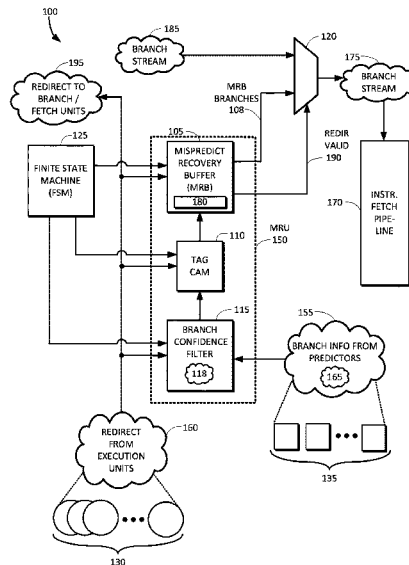 100
185
BRANCH
STREAM
120
195
REDIRECT TO
BRANCH /
FETCH UNITS
175
BRANCH
STREAM
MRB
BRANCHES
108
125
FINITE STATE
MACHINE
(FSM)
105
MISPREDICT
RECOVERY
BUFFER
(MRB)
180
REDIR
VALID
190
170
INSTR.
FETCH
PIPE-
LINE
110
TAG
CAM
MRU
150
115
BRANCH
CONFIDENCE
FILTER
118
155
BRANCH INFO FROM
PREDICTORS
165
160
REDIRECT
FROM
EXECUTION
UNITS
135
130